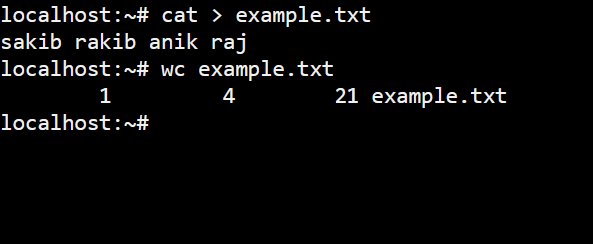 localhost:~# cat > example.txt
sakib rakib anik raj
localhost:~# wc example.txt
        1         4        21 example.txt
localhost:~#